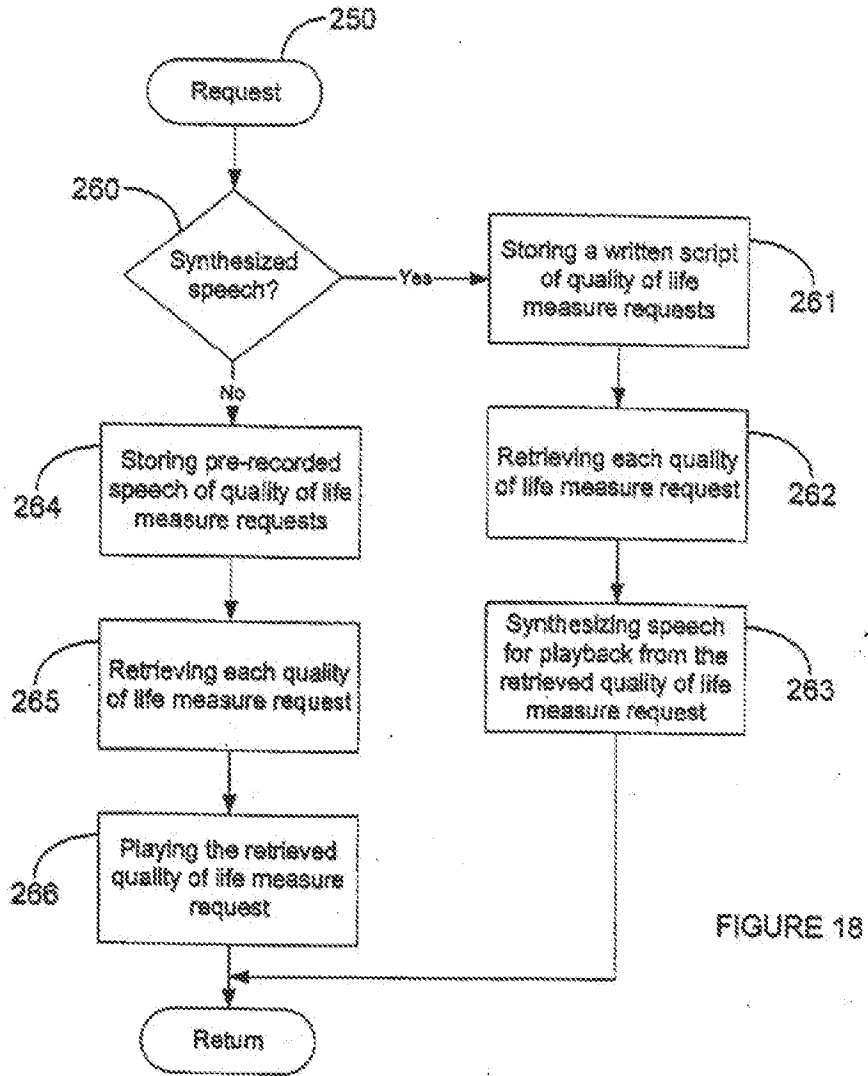 250
Request
260
Synthesized
speech?
Yes
Storing a written script
of quality of life
measure requests
261
No
264
Storing pre-recorded
speech of quality of life
measure requests
Retrieving each quality
of life measure request
262
265
Retrieving each quality
of life measure request
Synthesizing speech
for playback from the
retrieved quality of life
measure request
263
266
Playing the retrieved
quality of life measure
request
FIGURE 18
Return